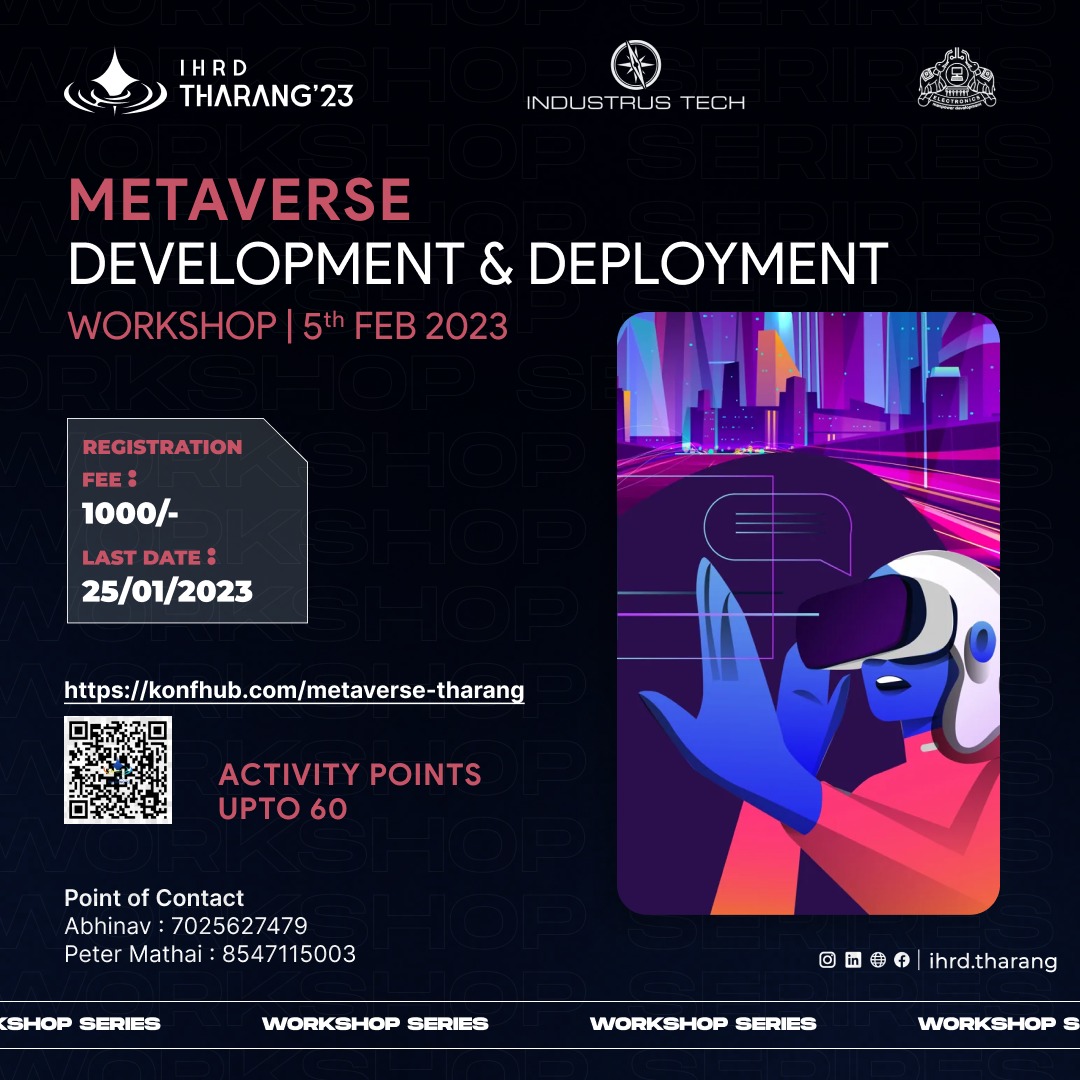 IHRD
THARANG'23
INDUSTRUS TECH
ELECTRONICS
METAVERSE
DEVELOPMENT & DEPLOYMENT
WORKSHOP | 5th FEB 2023
REGISTRATION
FEE :
1000/-
LAST DATE :
25/01/2023
https://konfhub.com/metaverse-tharang
ACTIVITY POINTS
UPTO 60
Point of Contact
Abhinav : 7025627479
Peter Mathai : 8547115003
| ihrd.tharang
KSHOP SERIES WORKSHOP SERIES WORKSHOP SERIES WORKSHOP S